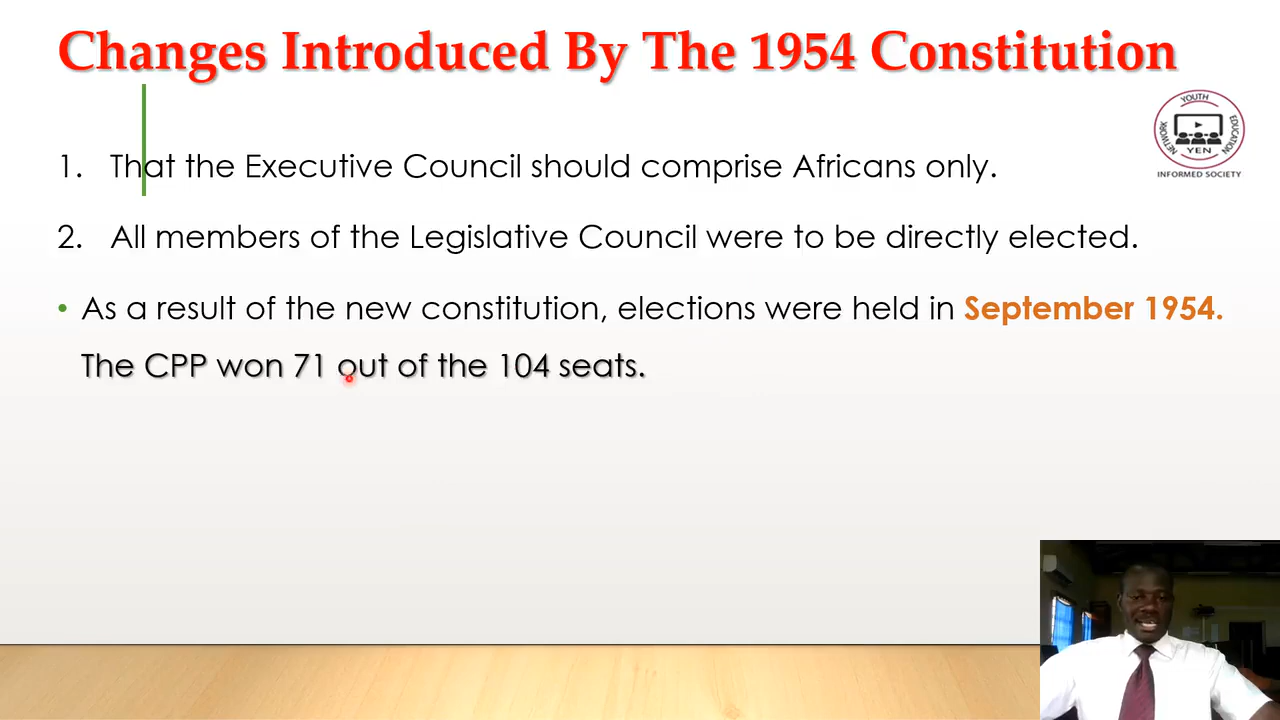 Changes Introduced By The 1954 Constitution
YOUTH
EDUCATION
NETWORK
YEN
INFORMED SOCIETY
1. That the Executive Council should comprise Africans only.
2. All members of the Legislative Council were to be directly elected.
• As a result of the new constitution, elections were held in September 1954.
The CPP won 71 out of the 104 seats.